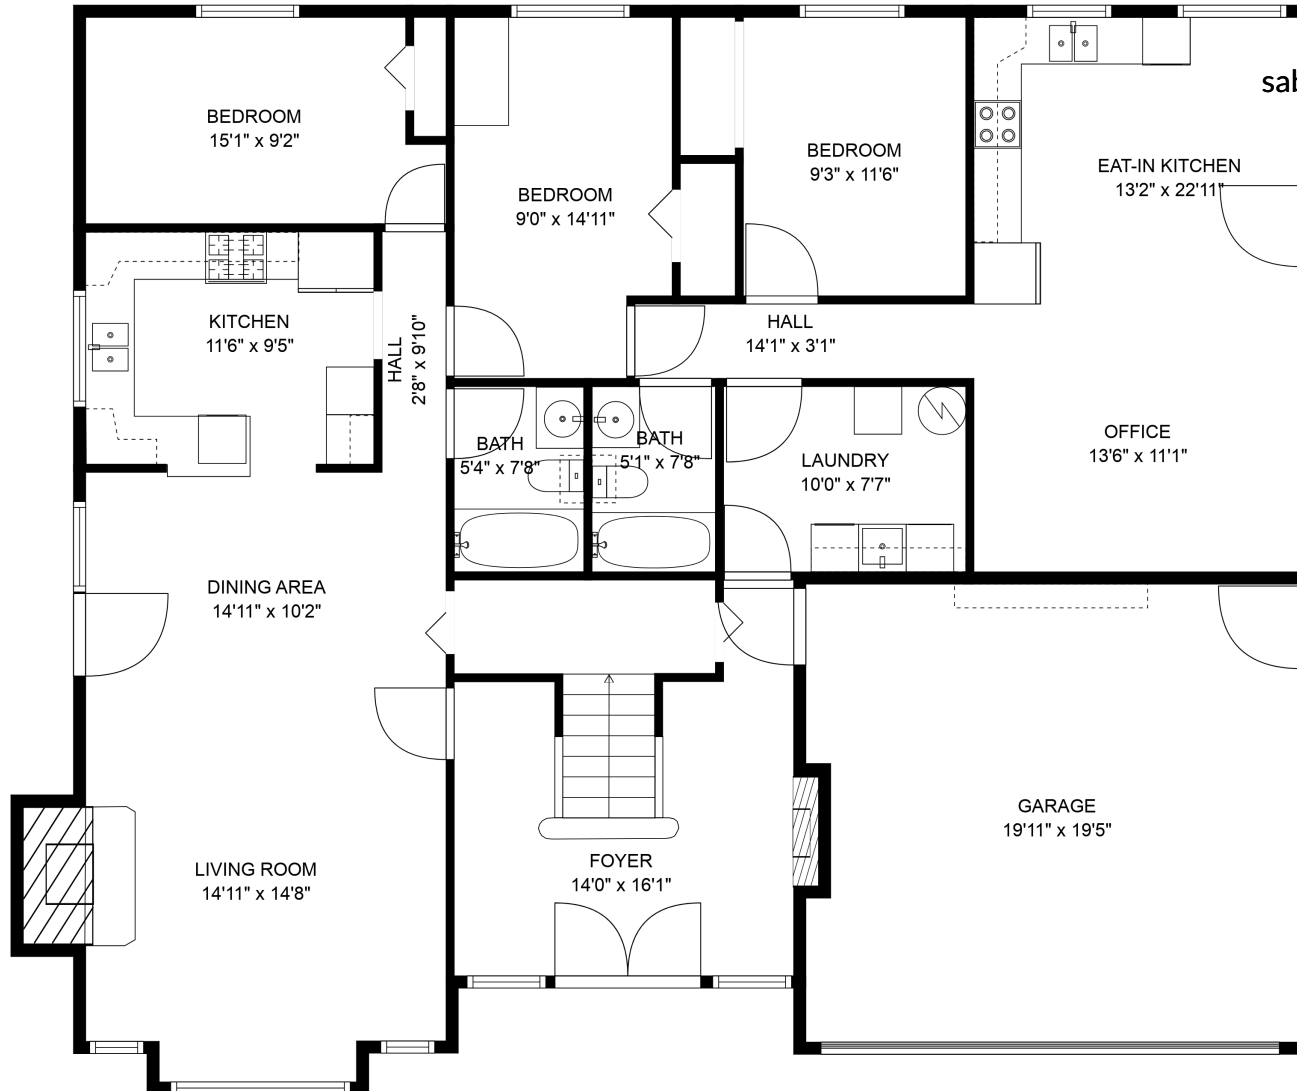 sab
BEDROOM
15'1" x 9'2"
BEDROOM
9'0" x 14'11"
BEDROOM
9'3" x 11'6"
EAT-IN KITCHEN
13'2" x 22'11"
KITCHEN
11'6" x 9'5"
HALL
2'8" x 9'10"
HALL
14'1" x 3'1"
BATH
5'4" x 7'8"
BATH
5'1" x 7'8"
LAUNDRY
10'0" x 7'7"
OFFICE
13'6" x 11'1"
DINING AREA
14'11" x 10'2"
LIVING ROOM
14'11" x 14'8"
FOYER
14'0" x 16'1"
GARAGE
19'11" x 19'5"